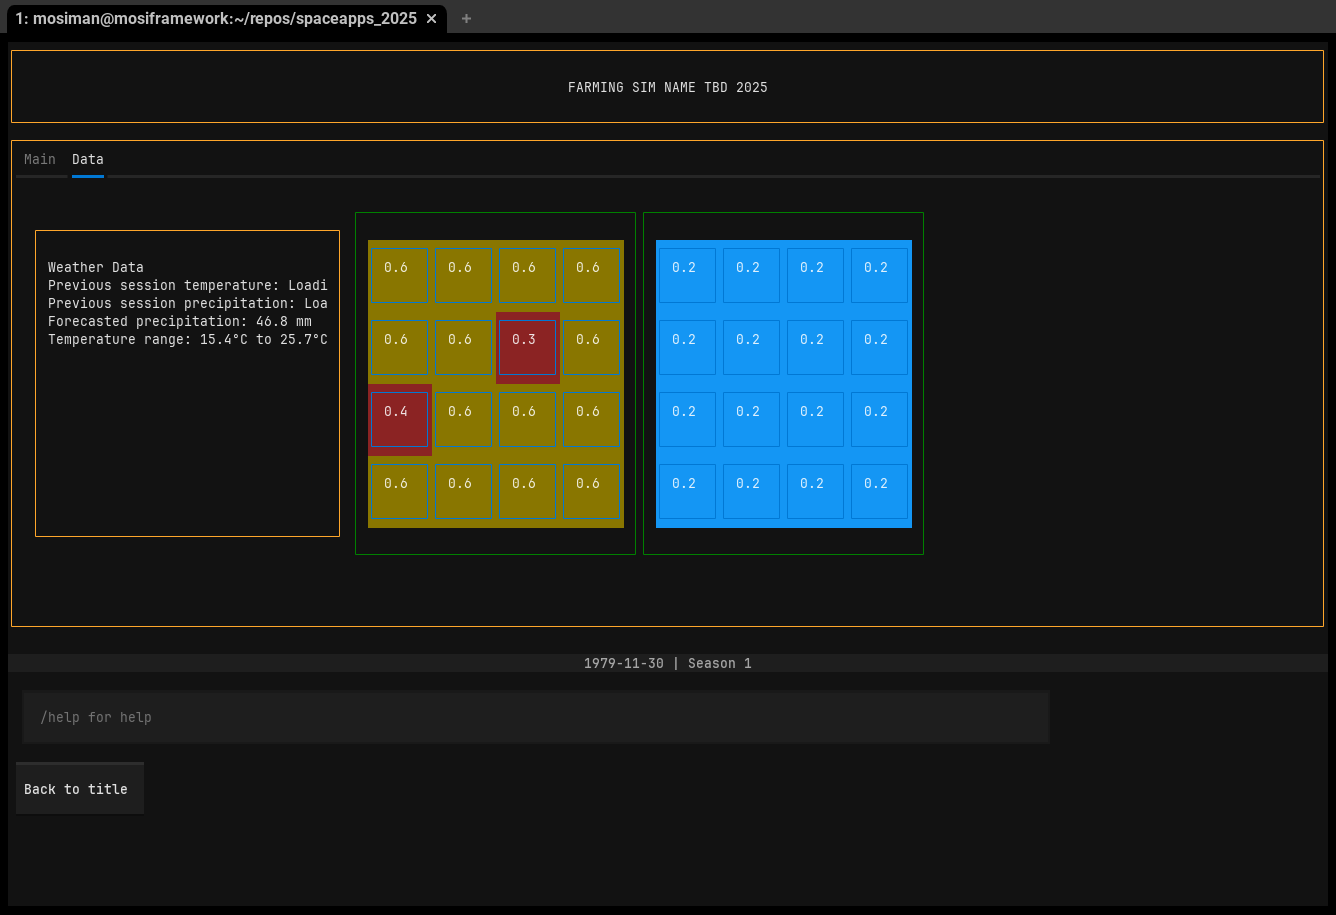 1: mosiman@mosiframework:~/repos/spaceapps_2025 ✕ +
FARMING SIM NAME TBD 2025
Main Data
Weather Data
Previous session temperature: Loadi
Previous session precipitation: Loa
Forecasted precipitation: 46.8 mm
Temperature range: 15.4°C to 25.7°C
0.6 0.6 0.6 0.6
0.6 0.6 0.3 0.6
0.4 0.6 0.6 0.6
0.6 0.6 0.6 0.6
0.2 0.2 0.2 0.2
0.2 0.2 0.2 0.2
0.2 0.2 0.2 0.2
0.2 0.2 0.2 0.2
1979-11-30 | Season 1
/help for help
Back to title